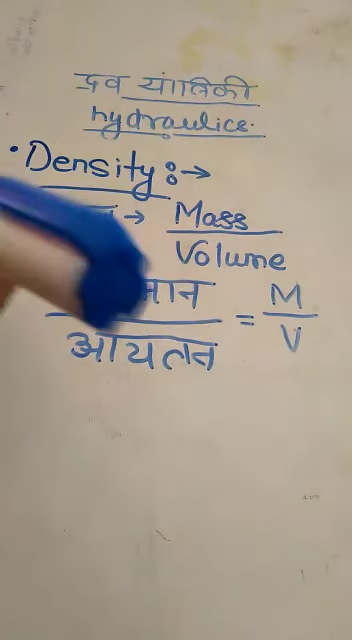 द्रव यांत्रिकी
hydraulics.
• Density :→
→ Mass / Volume
आयतन = M / V